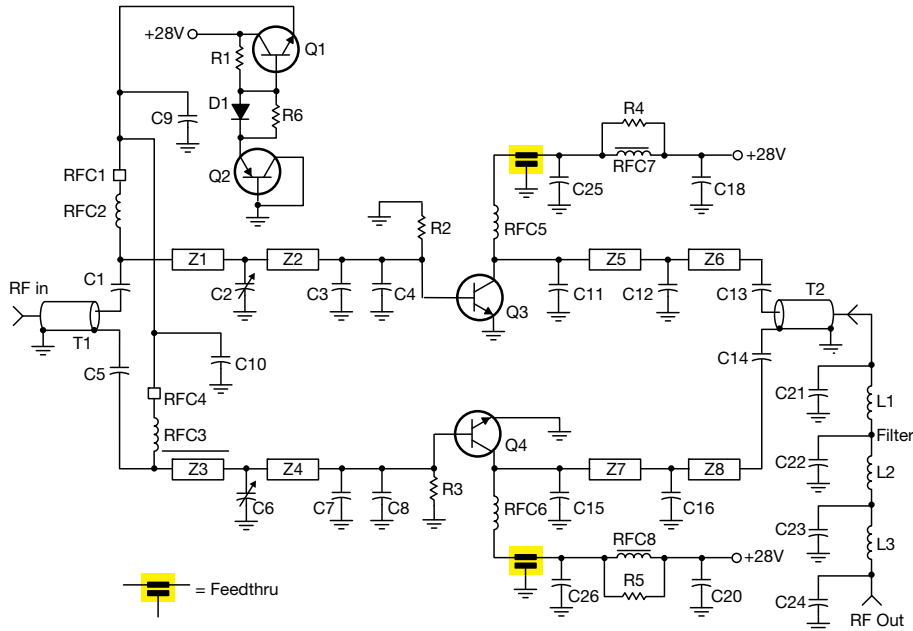 +28V
Q1
R1
D1
R6
C9
Q2
R4
+28V
RFC7
C25
C18
RFC1
RFC2
RFC5
R2
Z1
Z2
Z5
Z6
C1
C2
C3
C4
C11
C12
C13
RF in
Q3
T2
T1
C10
C14
C5
RFC4
C21
L1
RFC3
Q4
Filter
Z3
Z4
Z7
Z8
C22
L2
C6
C7
C8
R3
RFC6
C15
C16
C23
L3
RFC8
+28V
R5
C26
C20
C24
= Feedthru
RF Out